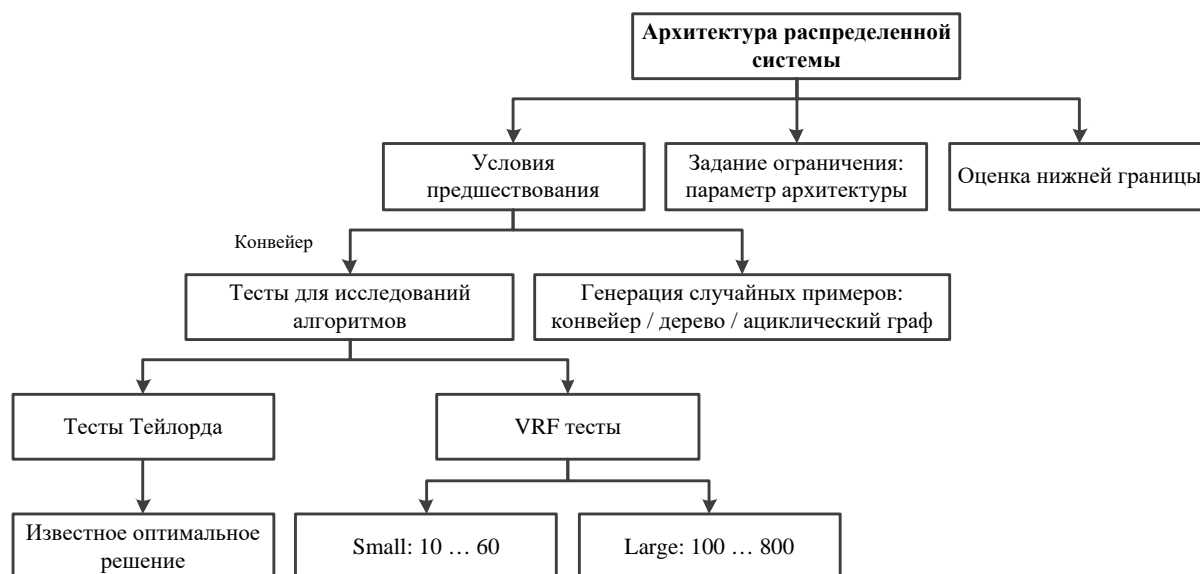 Архитектура распределенной
системы
Условия
предшествования
Задание ограничения:
параметр архитектуры
Оценка нижней границы
Конвейер
Тесты для исследований
алгоритмов
Генерация случайных примеров:
конвейер / дерево / ациклический граф
Тесты Тейлорда
VRF тесты
Известное оптимальное
решение
Small: 10 … 60
Large: 100 … 800